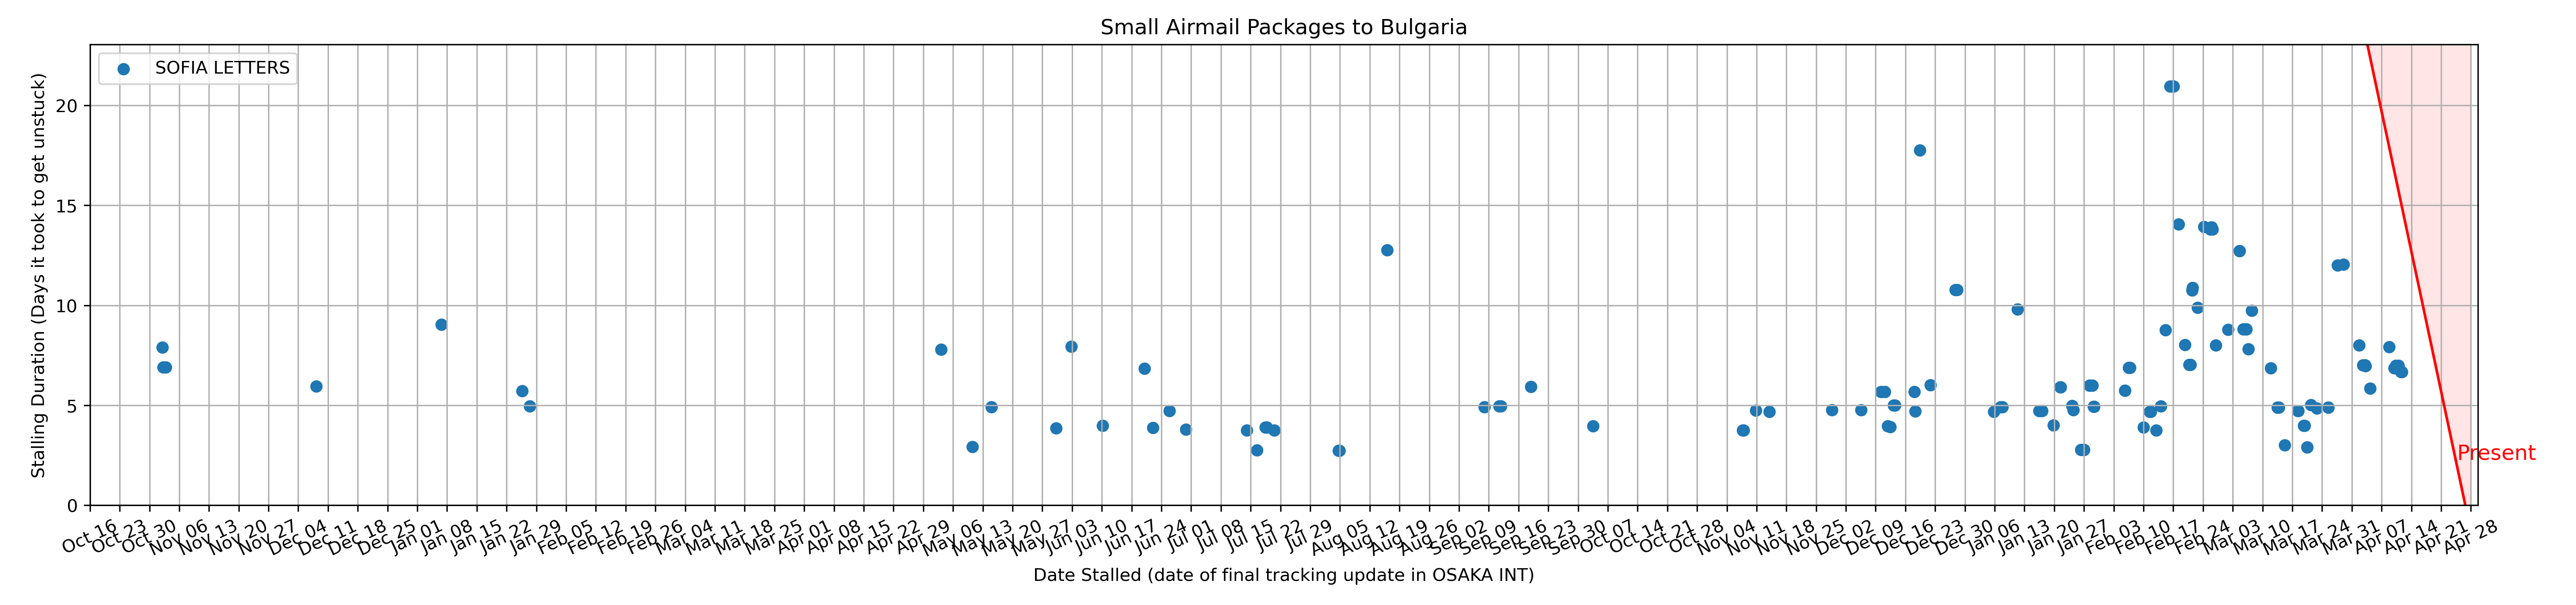 Small Airmail Packages to Bulgaria
SOFIA LETTERS
Stalling Duration (Days it took to get unstuck)
20
15
10
5
0
Present
Oct 16 Oct 23 Oct 30 Nov 06 Nov 13 Nov 20 Nov 27 Dec 04 Dec 11 Dec 18 Dec 25 Jan 01 Jan 08 Jan 15 Jan 22 Jan 29 Feb 05 Feb 12 Feb 19 Feb 26 Mar 04 Mar 11 Mar 18 Mar 25 Apr 01 Apr 08 Apr 15 Apr 22 Apr 29 May 06 May 13 May 20 May 27 Jun 03 Jun 10 Jun 17 Jun 24 Jul 01 Jul 08 Jul 15 Jul 22 Jul 29 Aug 05 Aug 12 Aug 19 Aug 26 Sep 02 Sep 09 Sep 16 Sep 23 Sep 30 Oct 07 Oct 14 Oct 21 Oct 28 Nov 04 Nov 11 Nov 18 Nov 25 Dec 02 Dec 09 Dec 16 Dec 23 Dec 30 Jan 06 Jan 13 Jan 20 Jan 27 Feb 03 Feb 10 Feb 17 Feb 24 Mar 03 Mar 10 Mar 17 Mar 24 Mar 31 Apr 07 Apr 14 Apr 21 Apr 28
Date Stalled (date of final tracking update in OSAKA INT)